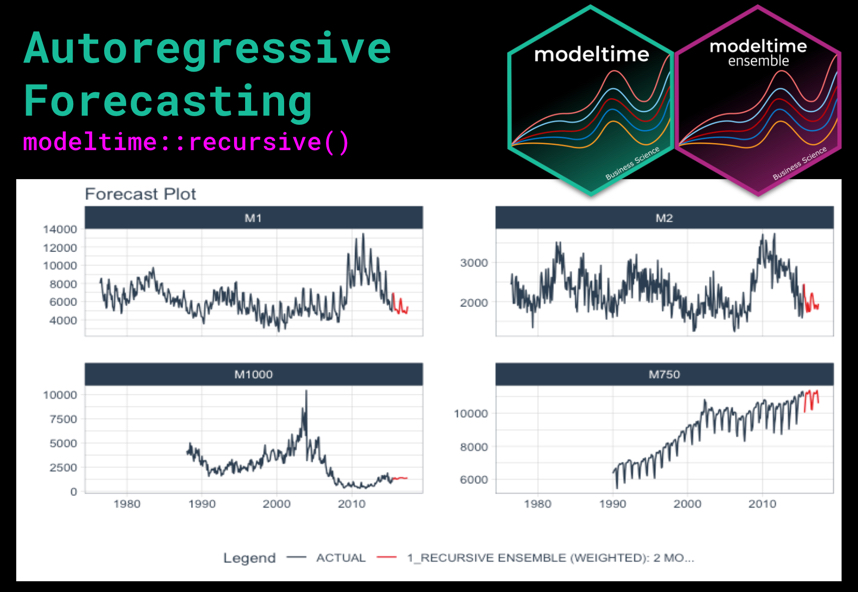 Autoregressive
Forecasting
modeltime::recursive()
modeltime
Business Science
modeltime
ensemble
Business Science
Forecast Plot
M1
14000
12000
10000
8000
6000
4000
M2
3000
2000
M1000
10000
7500
5000
2500
0
1980 1990 2000 2010
M750
10000
8000
6000
1980 1990 2000 2010
Legend ACTUAL 1_RECURSIVE ENSEMBLE (WEIGHTED): 2 MO...